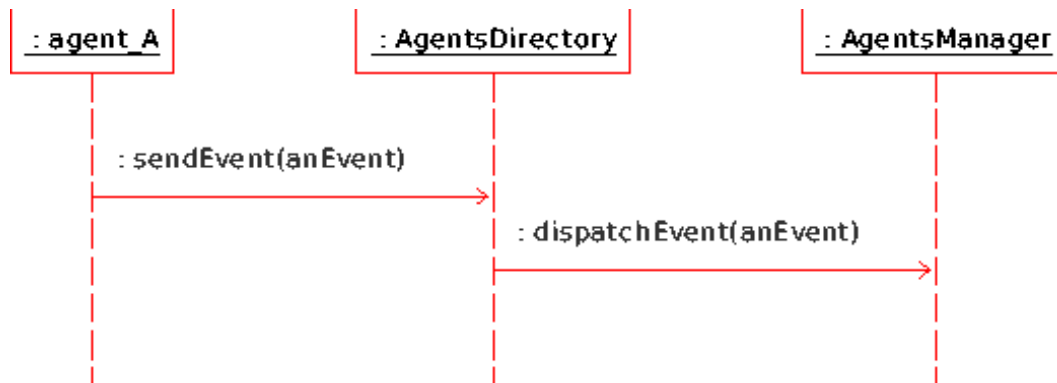 : agent_A
: AgentsDirectory
: AgentsManager
: sendEvent(anEvent)
: dispatchEvent(anEvent)